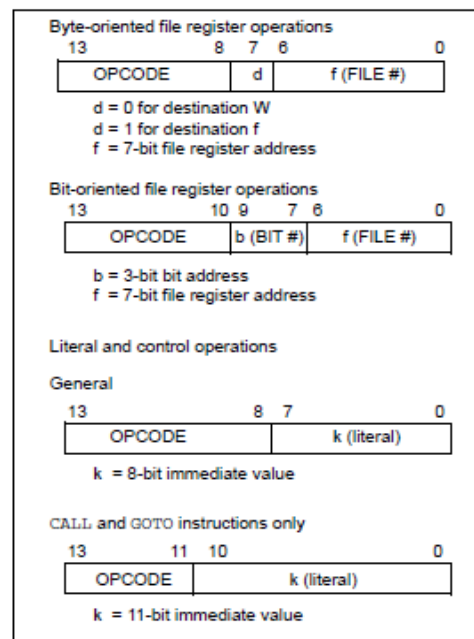 Byte-oriented file register operations
13 8 7 6 0
OPCODE d f (FILE #)
d = 0 for destination W
d = 1 for destination f
f = 7-bit file register address
Bit-oriented file register operations
13 10 9 7 6 0
OPCODE b (BIT #) f (FILE #)
b = 3-bit bit address
f = 7-bit file register address
Literal and control operations
General
13 8 7 0
OPCODE k (literal)
k = 8-bit immediate value
CALL and GOTO instructions only
13 11 10 0
OPCODE k (literal)
k = 11-bit immediate value